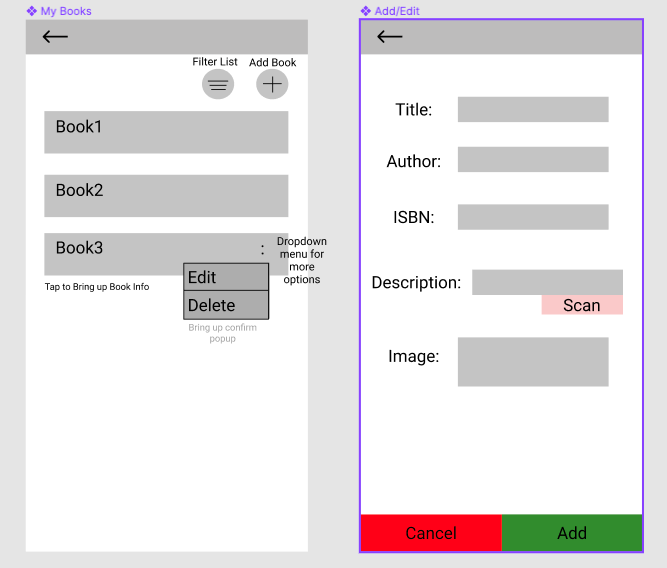 My Books
Filter List
Add Book
Book1
Book2
Book3
:
Dropdown
menu for
more
options
Edit
Delete
Tap to Bring up Book Info
Bring up confirm
popup
Add/Edit
Title:
Author:
ISBN:
Description:
Scan
Image:
Cancel
Add